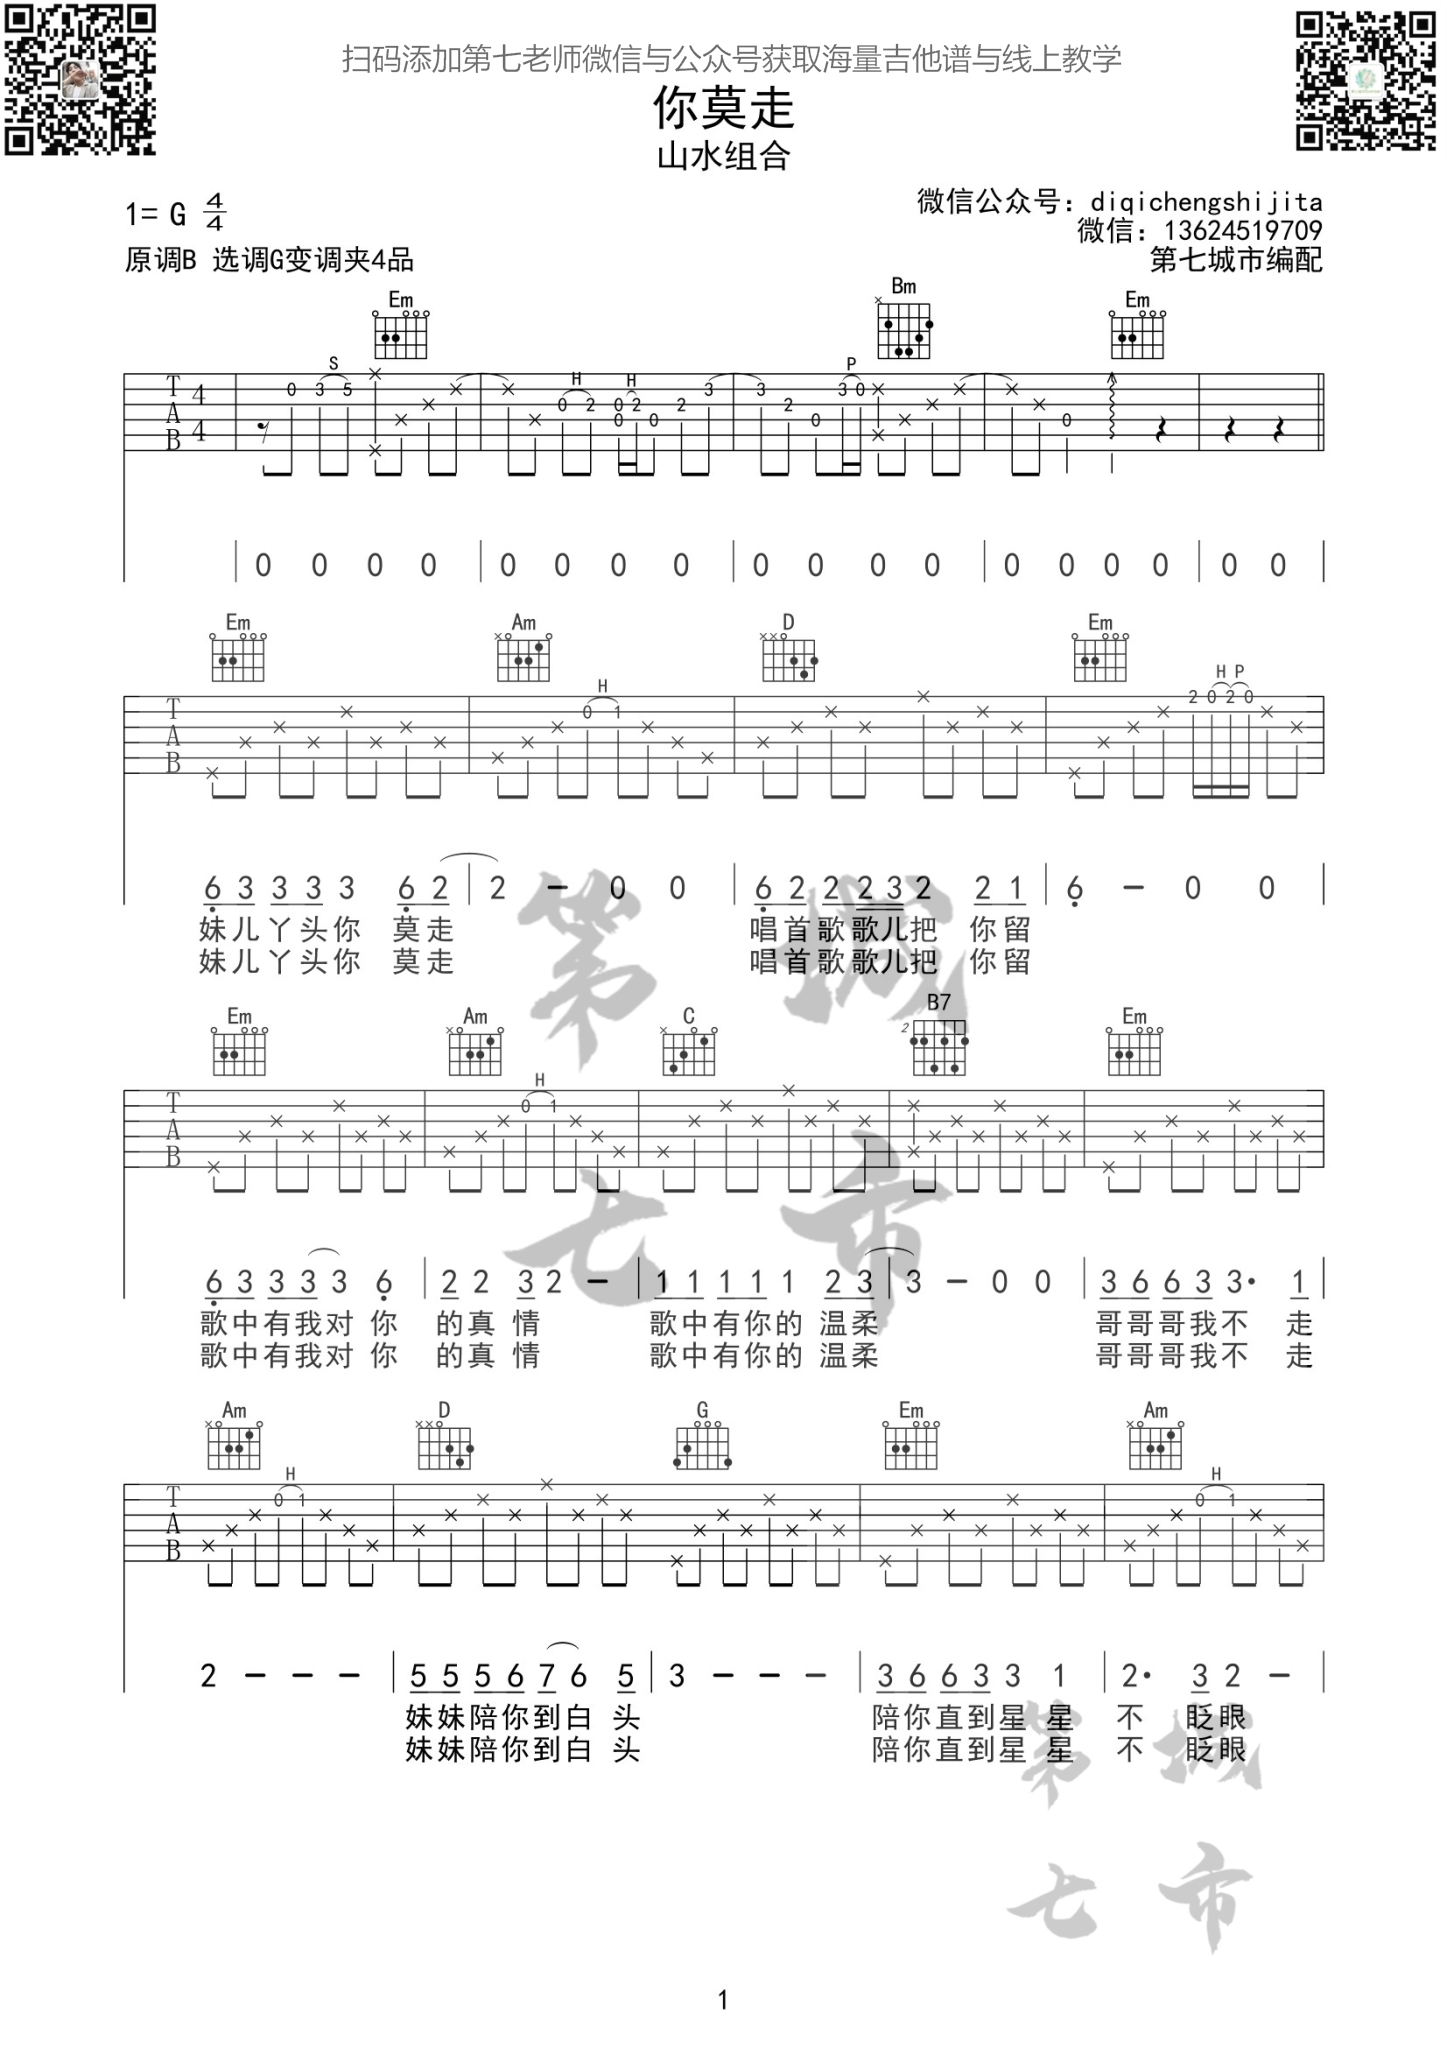 扫码添加第七老师微信与公众号获取海量吉他谱与线上教学
你莫走
山水组合
1= G 4/4
微信公众号：diqichengshijita
微信：13624519709
原调B 选调G变调夹4品
第七城市编配
Em Bm Em
S H H P
T A B 4 4 0 3 5 0 2 0 0 2 0 2 3 3 2 0 3 0 0
0 0 0 0 | 0 0 0 0 | 0 0 0 0 | 0 0 0 0 | 0 0
Em Am D Em
H H P
T A B 0 1 2 0 2 0
6 3 3 3 3 6 2 | 2 - 0 0 | 6 2 2 2 3 2 2 1 | 6 - 0 0
妹儿丫头你 莫走 唱首歌歌儿把 你留
妹儿丫头你 莫走 唱首歌歌儿把 你留
第 城
Em Am C B7 Em
2
H
T A B 0 1
七 市
6 3 3 3 3 6 | 2 2 3 2 - | 1 1 1 1 1 2 3 | 3 - 0 0 | 3 6 6 3 3· 1
歌中有我对 你 的真 情 歌中有你的 温柔 哥哥哥我不 走
歌中有我对 你 的真 情 歌中有你的 温柔 哥哥哥我不 走
Am D G Em Am
H H
T A B 0 1 0 1
2 - - - | 5 5 5 6 7 6 5 | 3 - - - | 3 6 6 3 3 1 | 2· 3 2 -
妹妹陪你到白 头 陪你直到星 星 不 眨眼
妹妹陪你到白 头 陪你直到星 星 不 眨眼
第 城
七 市
1